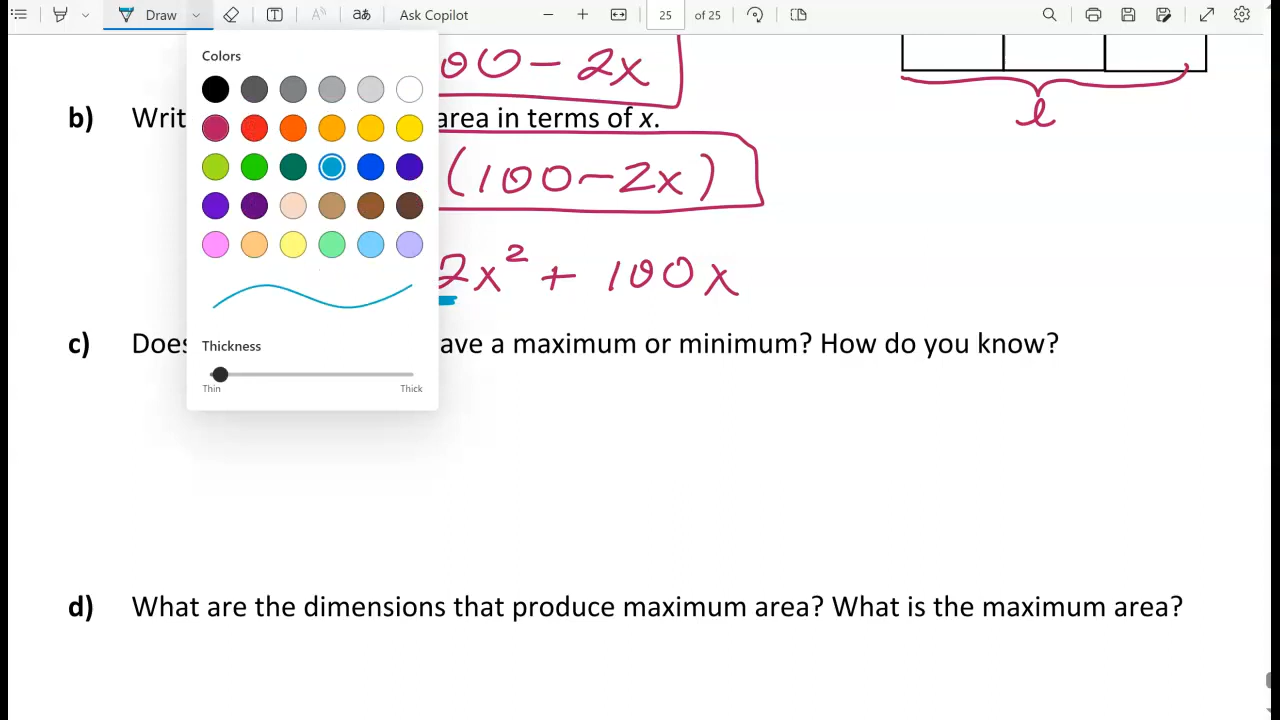 Draw Ask Copilot 25 of 25
Colors
00 - 2x
l
b) Writ area in terms of x.
(100 - 2x)
2x² + 100x
c) Does ave a maximum or minimum? How do you know?
Thickness
Thin Thick
d) What are the dimensions that produce maximum area? What is the maximum area?